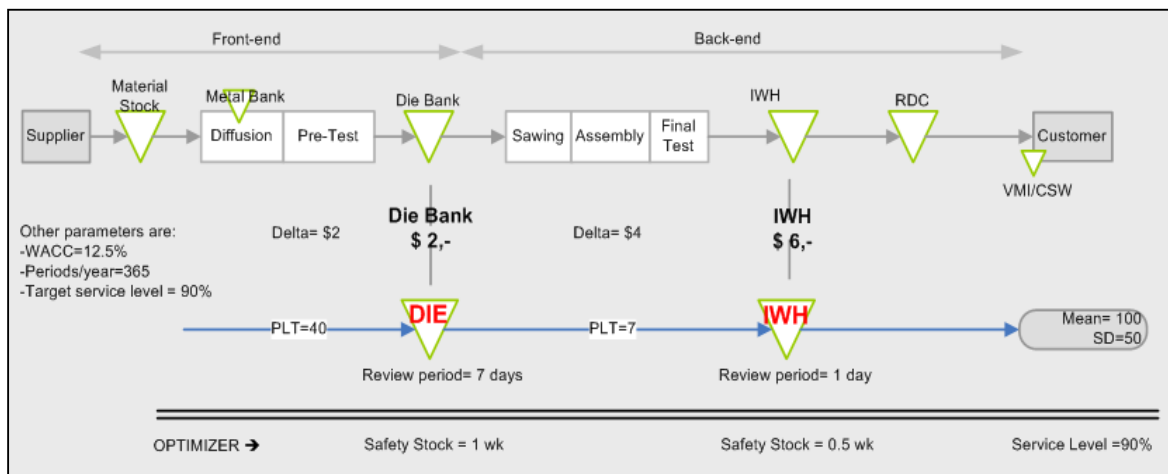 Front-end
Back-end
Material
Stock
Metal Bank
Die Bank
IWH
RDC
Supplier
Diffusion
Pre-Test
Sawing
Assembly
Final
Test
Customer
VMI/CSW
Other parameters are:
-WACC=12.5%
-Periods/year=365
-Target service level = 90%
Delta= $2
Die Bank
$ 2,-
Delta= $4
IWH
$ 6,-
PLT=40
DIE
PLT=7
IWH
Mean= 100
SD=50
Review period= 7 days
Review period= 1 day
OPTIMIZER →
Safety Stock = 1 wk
Safety Stock = 0.5 wk
Service Level =90%